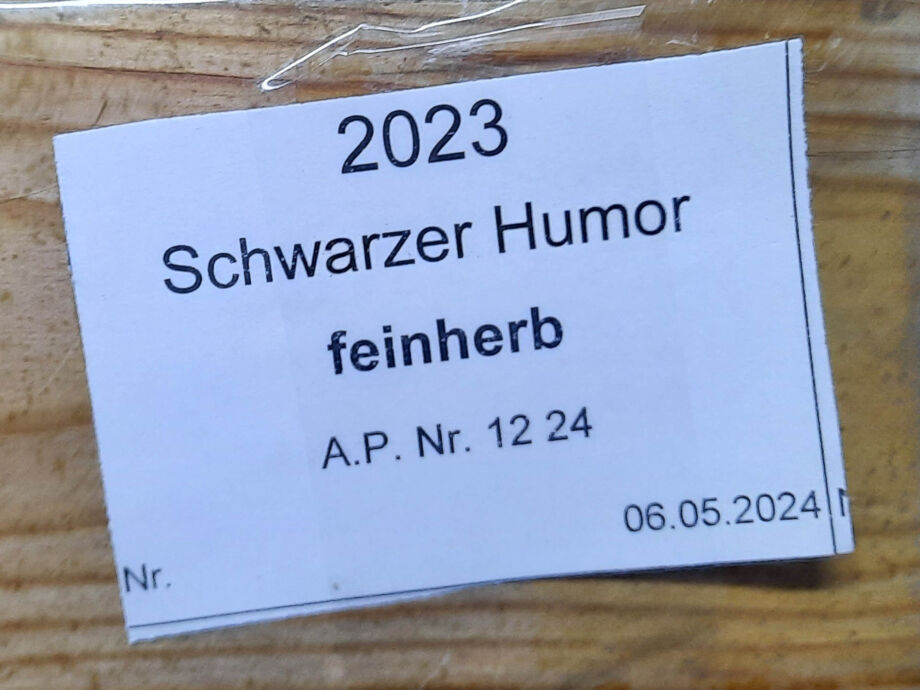 2023
Schwarzer Humor
feinherb
A.P. Nr. 12 24
06.05.2024
Nr.